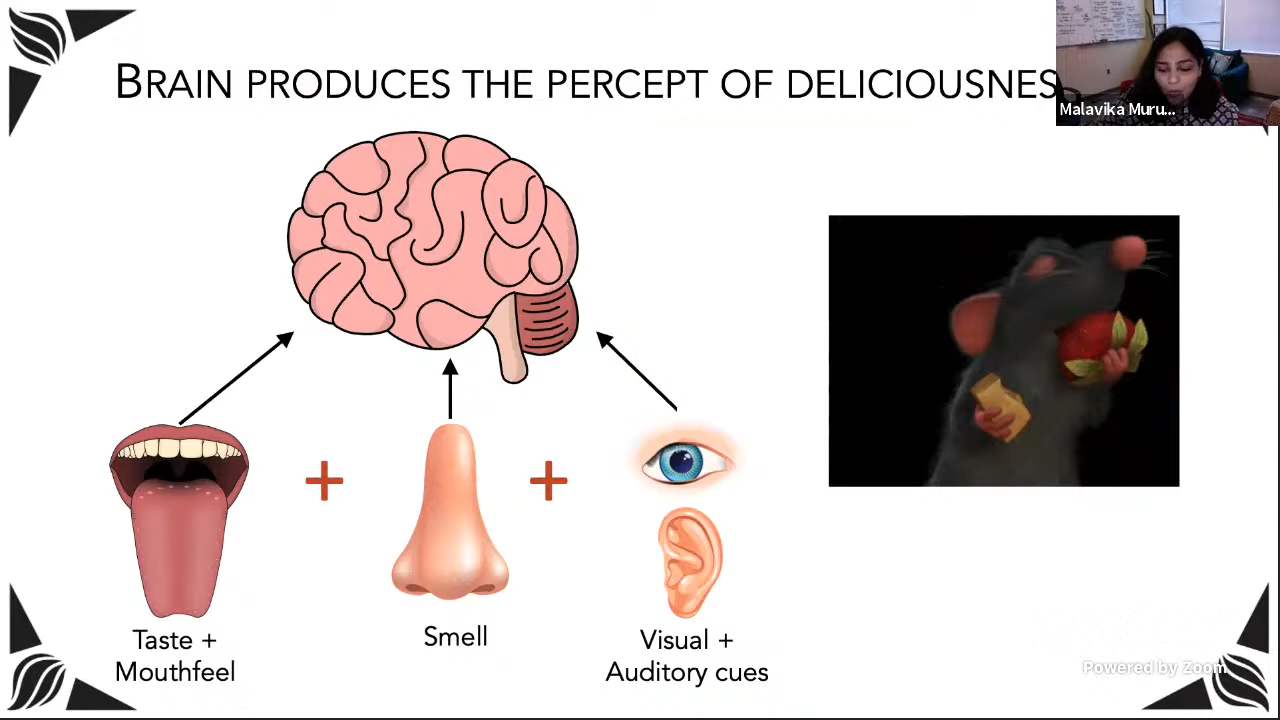 BRAIN PRODUCES THE PERCEPT OF DELICIOUSNES
Malavika Muru...
Taste +
Mouthfeel
Smell
Visual +
Auditory cues
Powered by Zoom